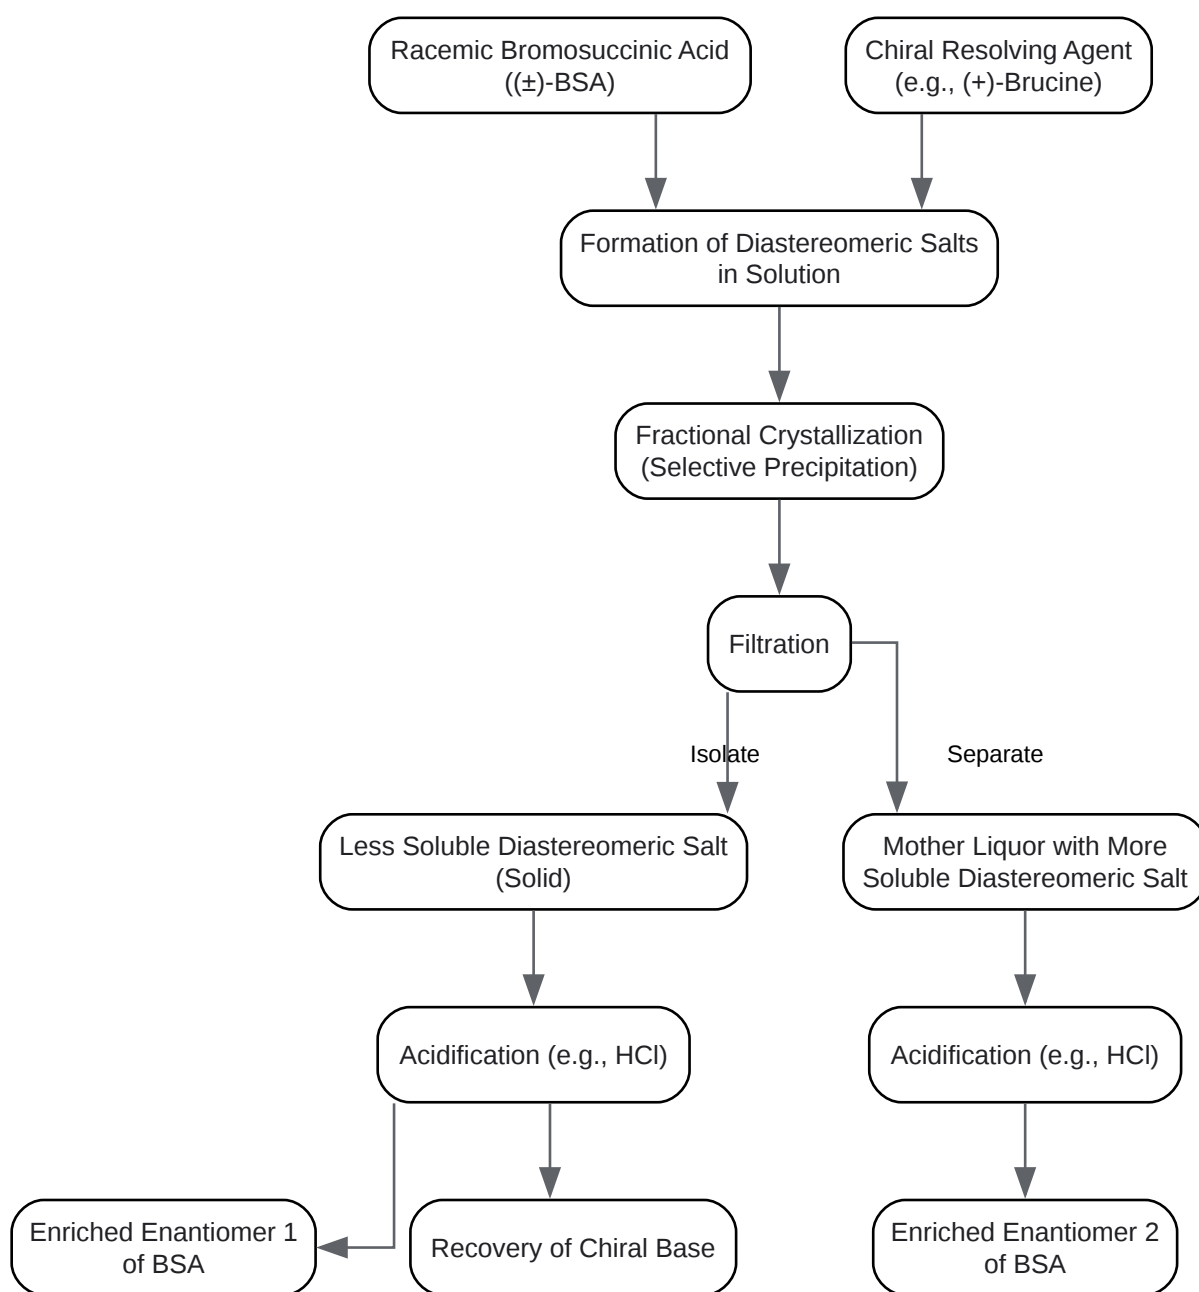 Racemic Bromosuccinic Acid
((±)-BSA)
Chiral Resolving Agent
(e.g., (+)-Brucine)
Formation of Diastereomeric Salts
in Solution
Fractional Crystallization
(Selective Precipitation)
Filtration
Isolate
Separate
Less Soluble Diastereomeric Salt
(Solid)
Mother Liquor with More
Soluble Diastereomeric Salt
Acidification (e.g., HCl)
Acidification (e.g., HCl)
Enriched Enantiomer 1
of BSA
Recovery of Chiral Base
Enriched Enantiomer 2
of BSA